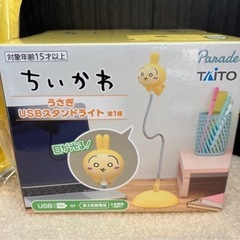 対象年齢15才以上
Parade
TAITO
ちいかわ
うさぎ
USBスタンドライト 全1種
目が光る!
USB